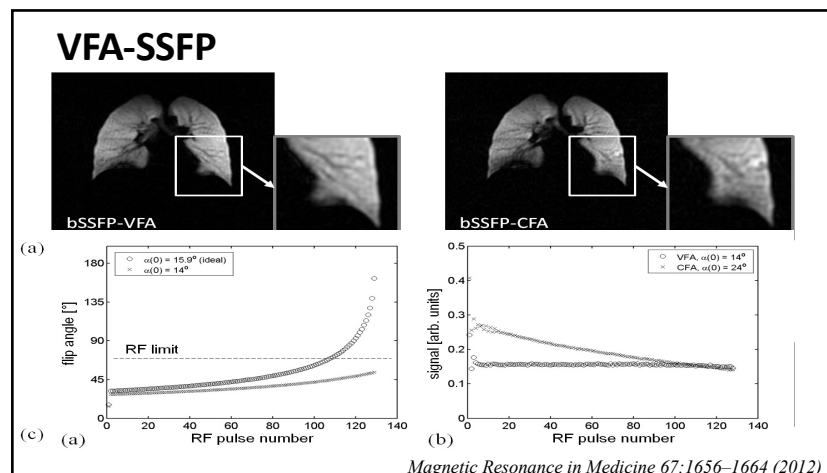 VFA-SSFP
bSSFP-VFA
bSSFP-CFA
(a)
180
135
90
45
0
flip angle [°]
○ α(0) = 15.9° (ideal)
× α(0) = 14°
RF limit
0 20 40 60 80 100 120 140
RF pulse number
(c) (a)
0.5
0.4
0.3
0.2
0.1
0
signal [arb. units]
○ VFA, α(0) = 14°
× CFA, α(0) = 24°
0 20 40 60 80 100 120 140
RF pulse number
(b)
Magnetic Resonance in Medicine 67:1656–1664 (2012)